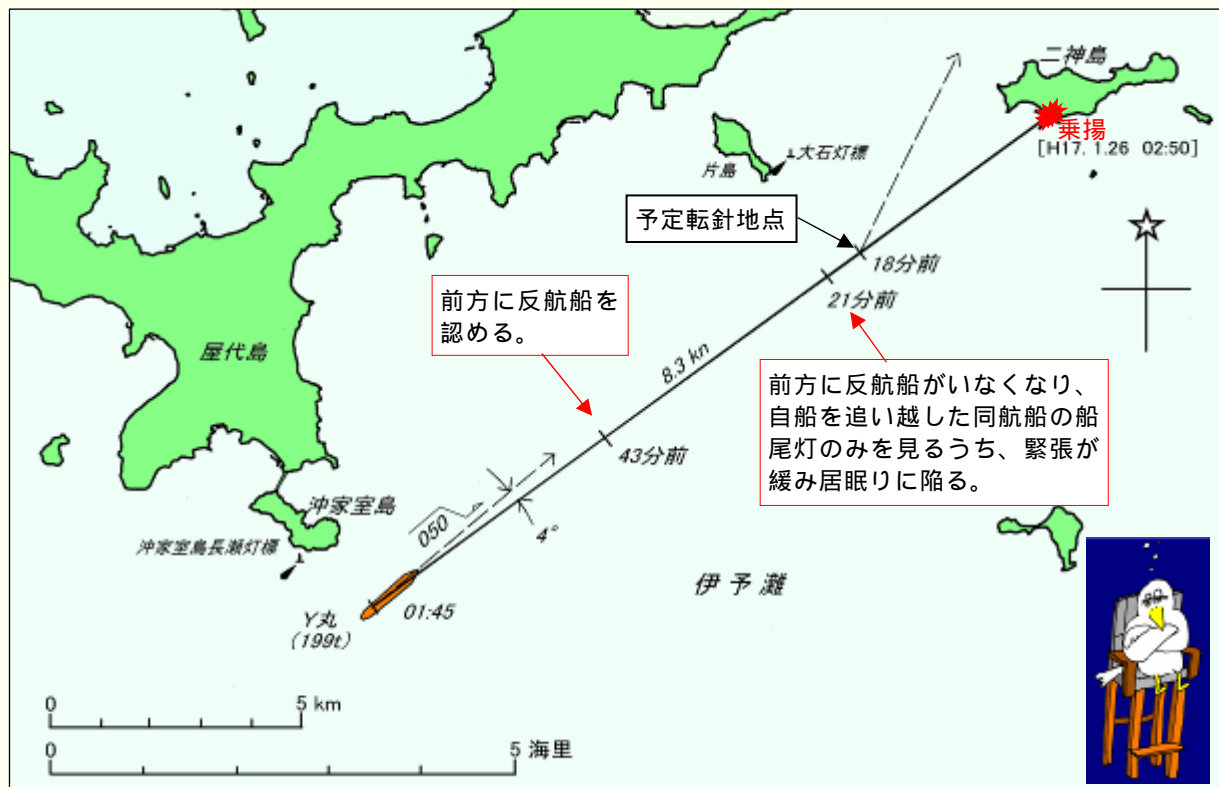 二神島
乗揚
[H17. 1.26 02:50]
大石灯標
片島
予定転針地点
18分前
21分前
前方に反航船を
認める。
屋代島
8.3 kn
前方に反航船がいなくなり、
自船を追い越した同航船の船
尾灯のみを見るうち、緊張が
緩み居眠りに陥る。
43分前
沖家室島
050
4°
沖家室島長瀬灯標
伊予灘
01:45
Y丸
(199t)
0 5 km
0 5 海里